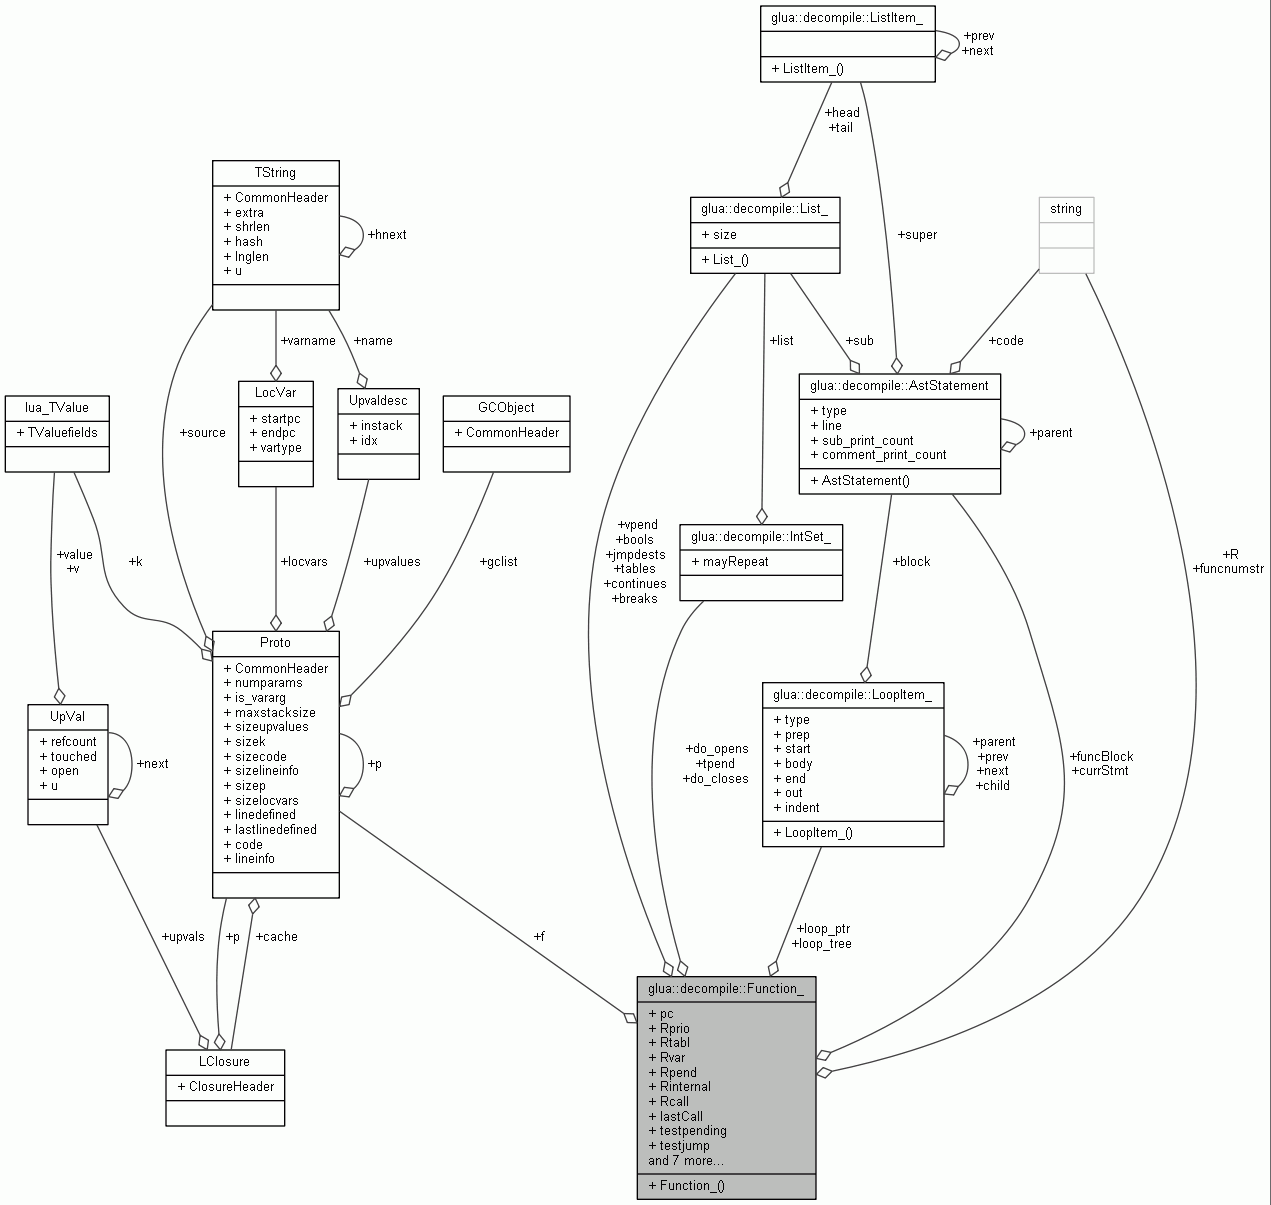 glua::decompile::ListItem_
+ ListItem_()
+prev
+next
+head
+tail
+super
TString
+ CommonHeader
+ extra
+ shrlen
+ hash
+ lnglen
+ u
+hnext
glua::decompile::List_
+ size
+ List_()
string
+varname
+name
+list
+sub
+code
+source
lua_TValue
+ TValuefields
LocVar
+ startpc
+ endpc
+ vartype
Upvaldesc
+ instack
+ idx
GCObject
+ CommonHeader
glua::decompile::AstStatement
+ type
+ line
+ sub_print_count
+ comment_print_count
+ AstStatement()
+parent
+value
+v
+k
+locvars
+upvalues
+gclist
+vpend
+bools
+jmpdests
+tables
+continues
+breaks
glua::decompile::IntSet_
+ mayRepeat
+block
+R
+funcnumstr
Proto
+ CommonHeader
+ numparams
+ is_vararg
+ maxstacksize
+ sizeupvalues
+ sizek
+ sizecode
+ sizelineinfo
+ sizep
+ sizelocvars
+ linedefined
+ lastlinedefined
+ code
+ lineinfo
+p
UpVal
+ refcount
+ touched
+ open
+ u
+next
+do_opens
+tpend
+do_closes
glua::decompile::LoopItem_
+ type
+ prep
+ start
+ body
+ end
+ out
+ indent
+ LoopItem_()
+parent
+prev
+next
+child
+funcBlock
+currStmt
+upvals
+p
+cache
+f
+loop_ptr
+loop_tree
LClosure
+ ClosureHeader
glua::decompile::Function_
+ pc
+ Rprio
+ Rtabl
+ Rvar
+ Rpend
+ Rinternal
+ Rcall
+ lastCall
+ testpending
+ testjump
and 7 more...
+ Function_()